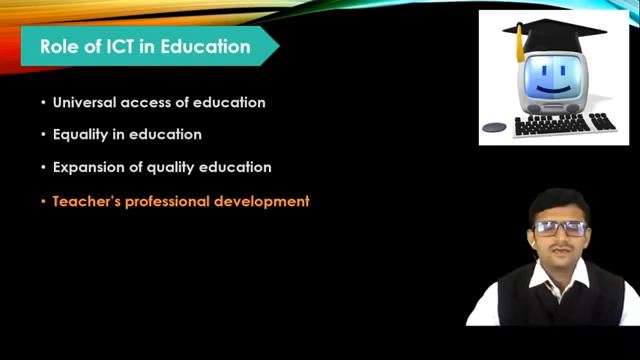 Role of ICT in Education
• Universal access of education
• Equality in education
• Expansion of quality education
• Teacher's professional development